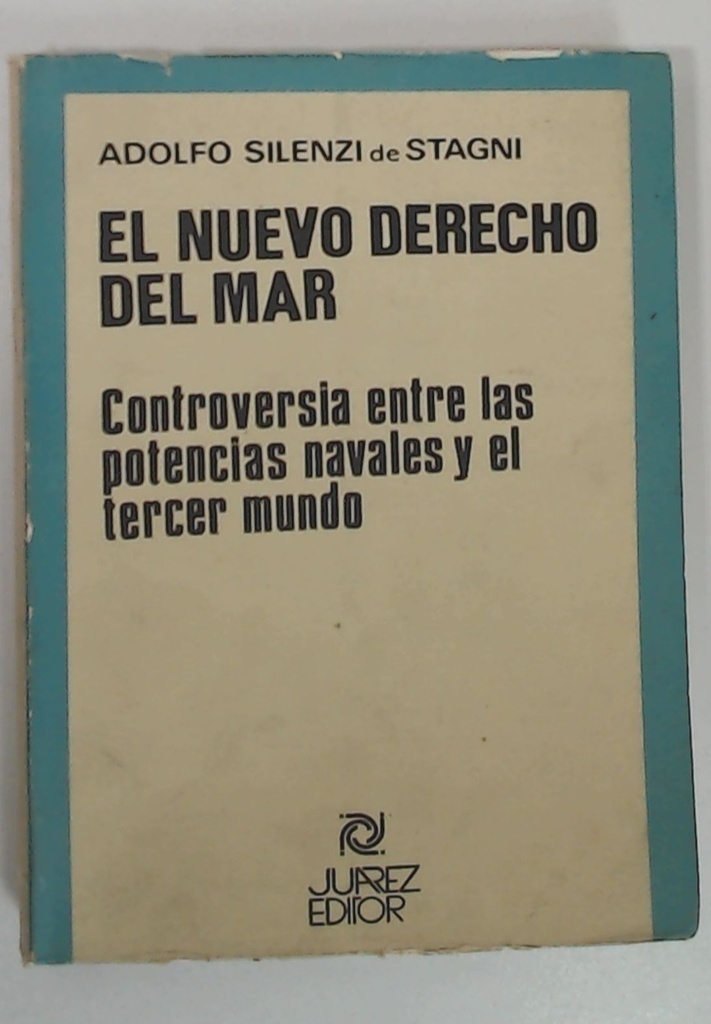 ADOLFO SILENZI de STAGNI
EL NUEVO DERECHO
DEL MAR
Controversia entre las
potencias navales y el
tercer mundo
JUAREZ
EDITOR